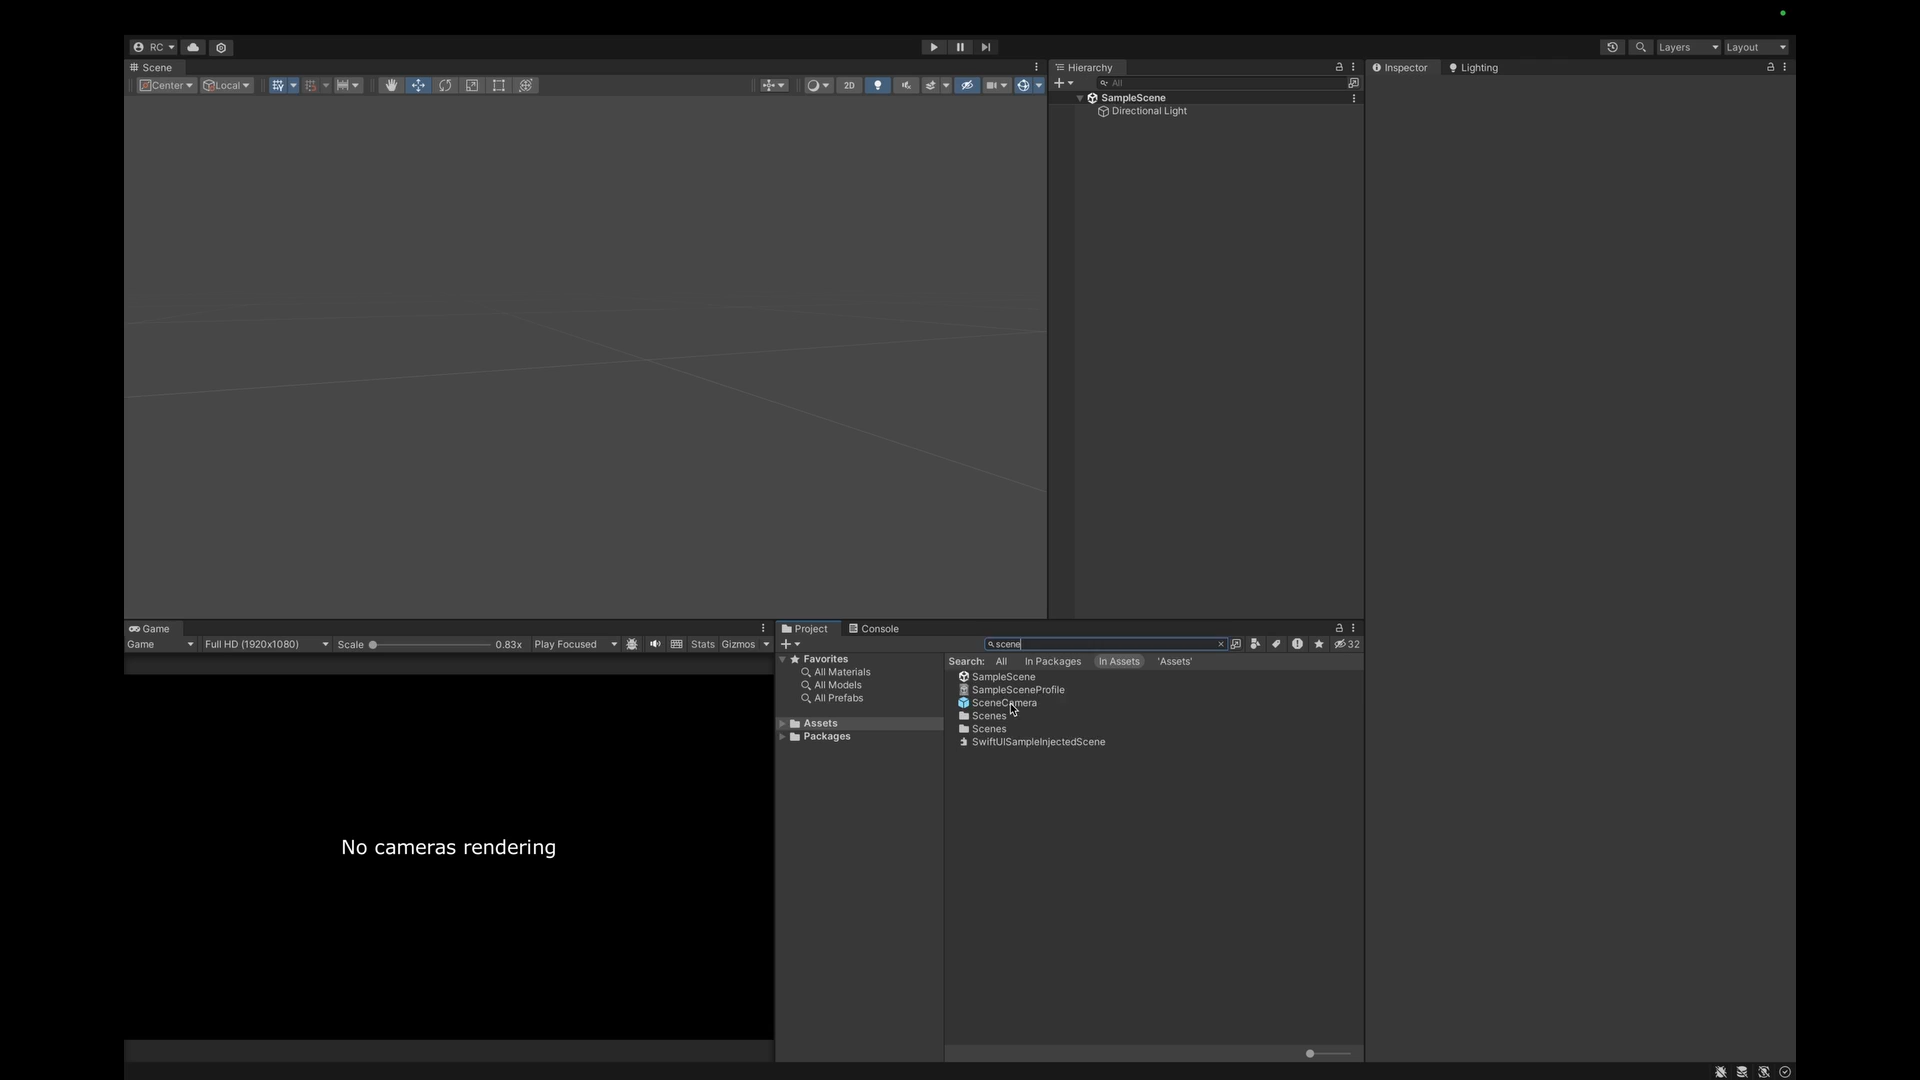 RC
Layers
Layout
Scene
Center
Local
2D
Hierarchy
All
SampleScene
Directional Light
Inspector
Lighting
Game
Game
Full HD (1920x1080)
Scale
0.83x
Play Focused
Stats
Gizmos
No cameras rendering
Project
Console
scene
32
Favorites
All Materials
All Models
All Prefabs
Assets
Packages
Search:
All
In Packages
In Assets
'Assets'
SampleScene
SampleSceneProfile
SceneCamera
Scenes
Scenes
SwiftUISampleInjectedScene